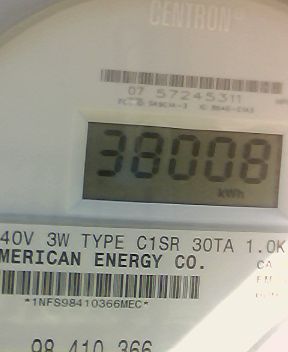 CENTRON
07 57245311
38008
kWh
40V 3W TYPE C1SR 30TA 1.0K
MERICAN ENERGY CO.
CA
*1NFS98410366MEC*
98 410 366